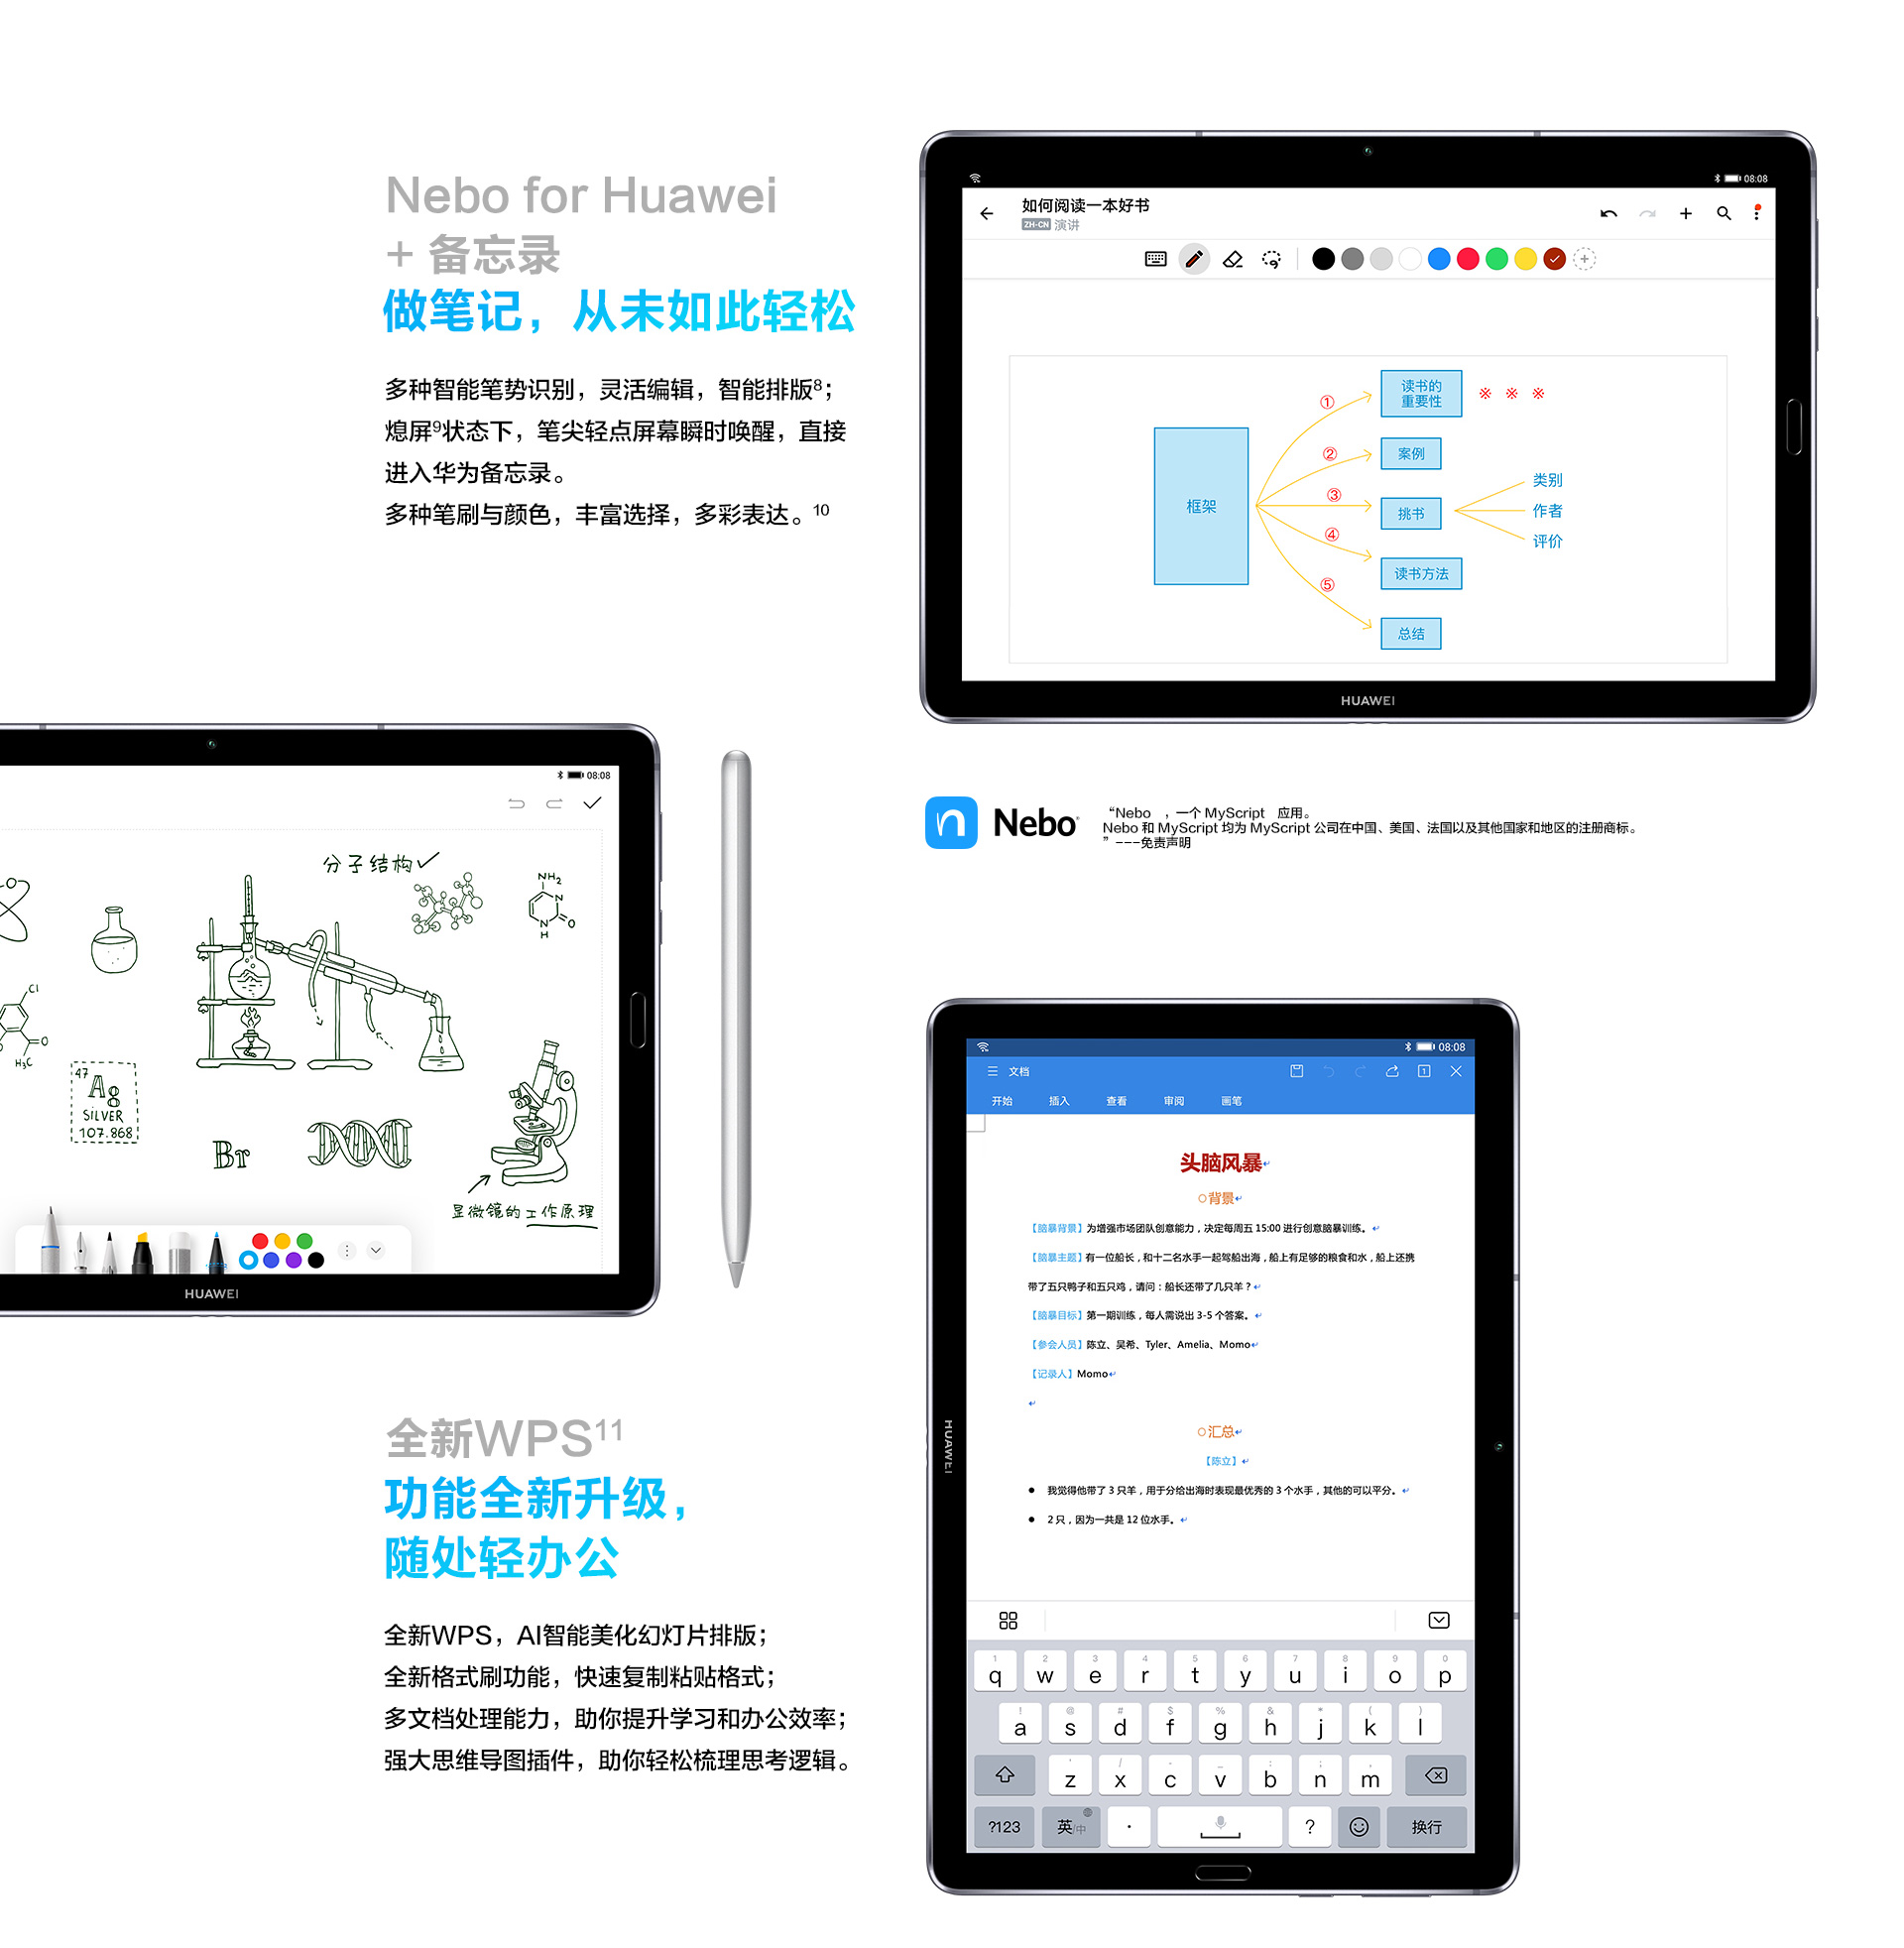 Nebo for Huawei
+ 备忘录
做笔记，从未如此轻松
多种智能笔势识别，灵活编辑，智能排版8；
熄屏9状态下，笔尖轻点屏幕瞬时唤醒，直接
进入华为备忘录。
多种笔刷与颜色，丰富选择，多彩表达。10
08:08
如何阅读一本好书
ZH-CN 演讲
框架
①
②
③
④
⑤
读书的
重要性
※ ※ ※
案例
挑书
读书方法
总结
类别
作者
评价
HUAWEI
Nebo
“Nebo ，一个 MyScript 应用。
Nebo 和 MyScript 均为 MyScript 公司在中国、美国、法国以及其他国家和地区的注册商标。
”---免责声明
08:08
分子结构
NH2
N
N
H
O
Cl
O
H3C
47
Ag
SILVER
107.868
Br
显微镜的工作原理
HUAWEI
全新WPS11
功能全新升级，
随处轻办公
全新WPS，AI智能美化幻灯片排版；
全新格式刷功能，快速复制粘贴格式；
多文档处理能力，助你提升学习和办公效率；
强大思维导图插件，助你轻松梳理思考逻辑。
08:08
文档
1
开始 插入 查看 审阅 画笔
头脑风暴
○背景
【脑暴背景】为增强市场团队创意能力，决定每周五 15:00 进行创意脑暴训练。
【脑暴主题】有一位船长，和十二名水手一起驾船出海，船上有足够的粮食和水，船上还携
带了五只鸭子和五只鸡，请问：船长还带了几只羊？
【脑暴目标】第一期训练，每人需说出 3-5 个答案。
【参会人员】陈立、吴希、Tyler、Amelia、Momo
【记录人】Momo
○汇总
【陈立】
● 我觉得他带了 3 只羊，用于分给出海时表现最优秀的 3 个水手，其他的可以平分。
● 2 只，因为一共是 12 位水手。
1 2 3 4 5 6 7 8 9 0
q w e r t y u i o p
! @ # $ % & * ( )
a s d f g h j k l
z x c v b n m
?123 英/中 · ? 换行
HUAWEI